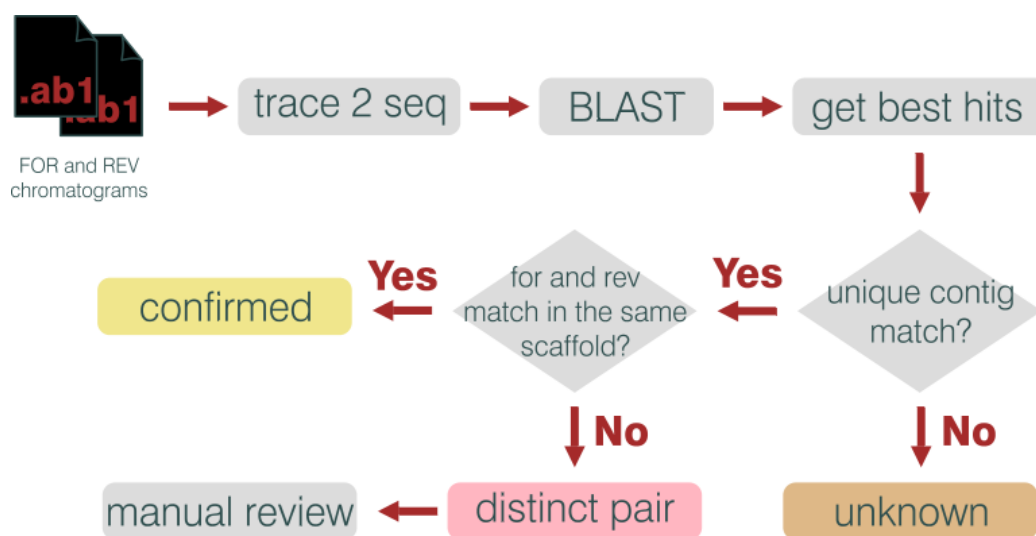 .ab1
.ab1
FOR and REV
chromatograms
trace 2 seq
BLAST
get best hits
unique contig
match?
Yes
for and rev
match in the same
scaffold?
Yes
confirmed
No
No
unknown
distinct pair
manual review